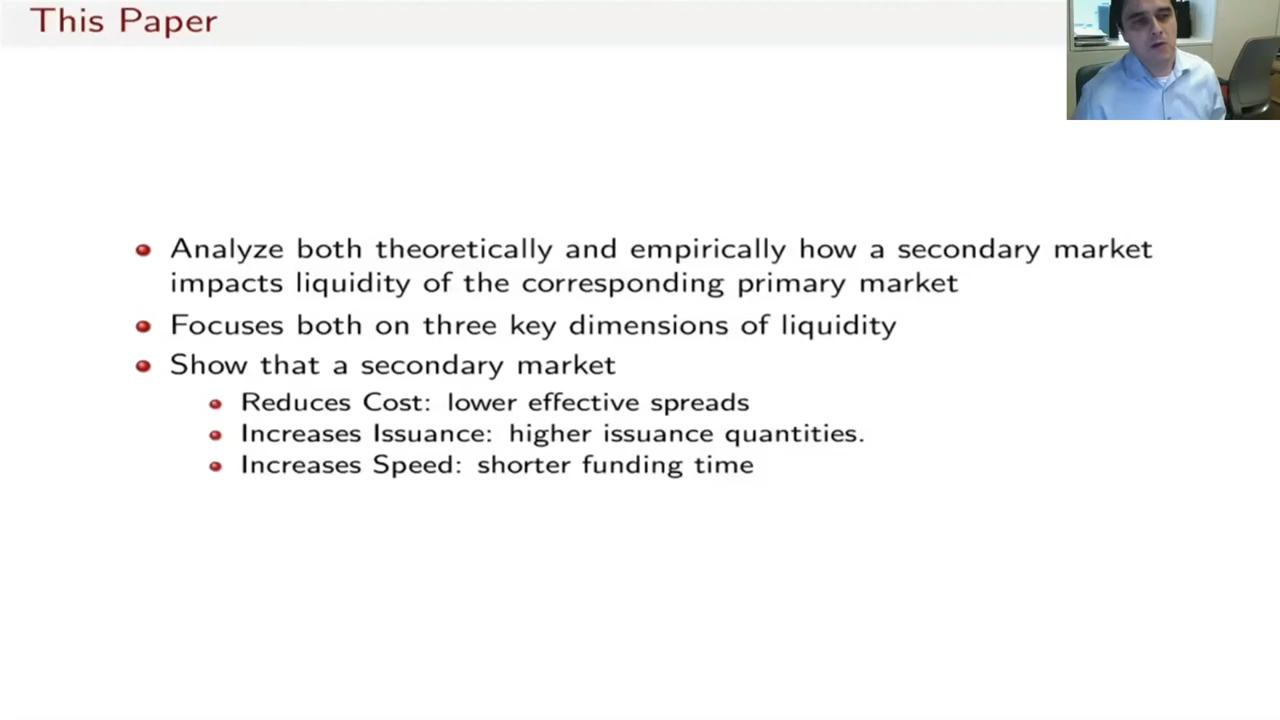 This Paper
Analyze both theoretically and empirically how a secondary market
impacts liquidity of the corresponding primary market
Focuses both on three key dimensions of liquidity
Show that a secondary market
Reduces Cost: lower effective spreads
Increases Issuance: higher issuance quantities.
Increases Speed: shorter funding time